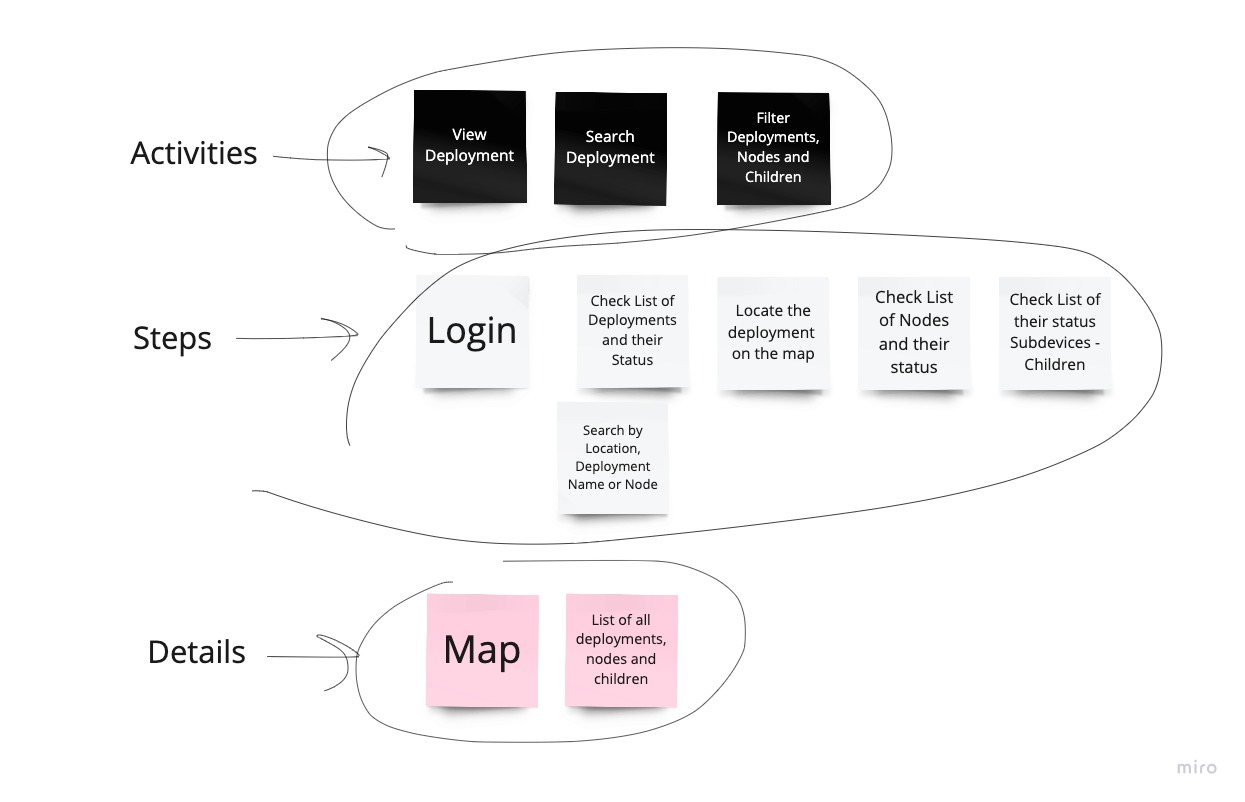 Activities
View
Deployment
Search
Deployment
Filter
Deployments,
Nodes and
Children
Steps
Login
Check List of
Deployments
and their
Status
Locate the
deployment
on the map
Check List
of Nodes
and their
status
Check List of
their status
Subdevices -
Children
Search by
Location,
Deployment
Name or Node
Details
Map
List of all
deployments,
nodes and
children
miro